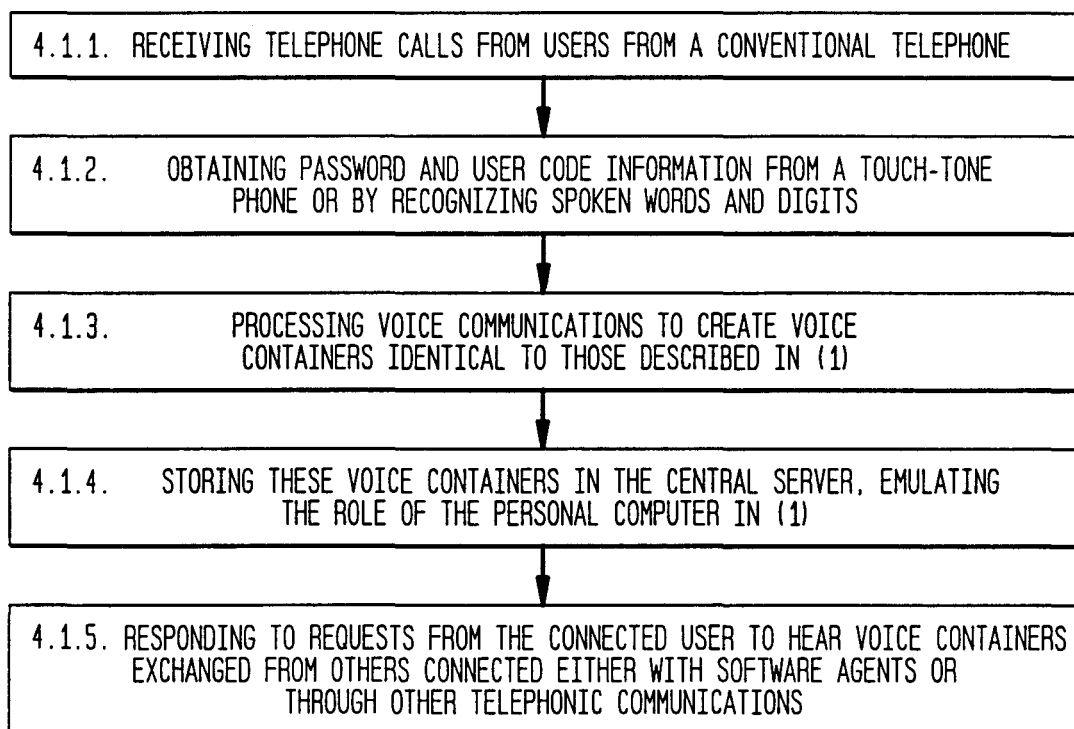 4.1.1. RECEIVING TELEPHONE CALLS FROM USERS FROM A CONVENTIONAL TELEPHONE
4.1.2. OBTAINING PASSWORD AND USER CODE INFORMATION FROM A TOUCH-TONE
PHONE OR BY RECOGNIZING SPOKEN WORDS AND DIGITS
4.1.3. PROCESSING VOICE COMMUNICATIONS TO CREATE VOICE
CONTAINERS IDENTICAL TO THOSE DESCRIBED IN (1)
4.1.4. STORING THESE VOICE CONTAINERS IN THE CENTRAL SERVER, EMULATING
THE ROLE OF THE PERSONAL COMPUTER IN (1)
4.1.5. RESPONDING TO REQUESTS FROM THE CONNECTED USER TO HEAR VOICE CONTAINERS
EXCHANGED FROM OTHERS CONNECTED EITHER WITH SOFTWARE AGENTS OR
THROUGH OTHER TELEPHONIC COMMUNICATIONS